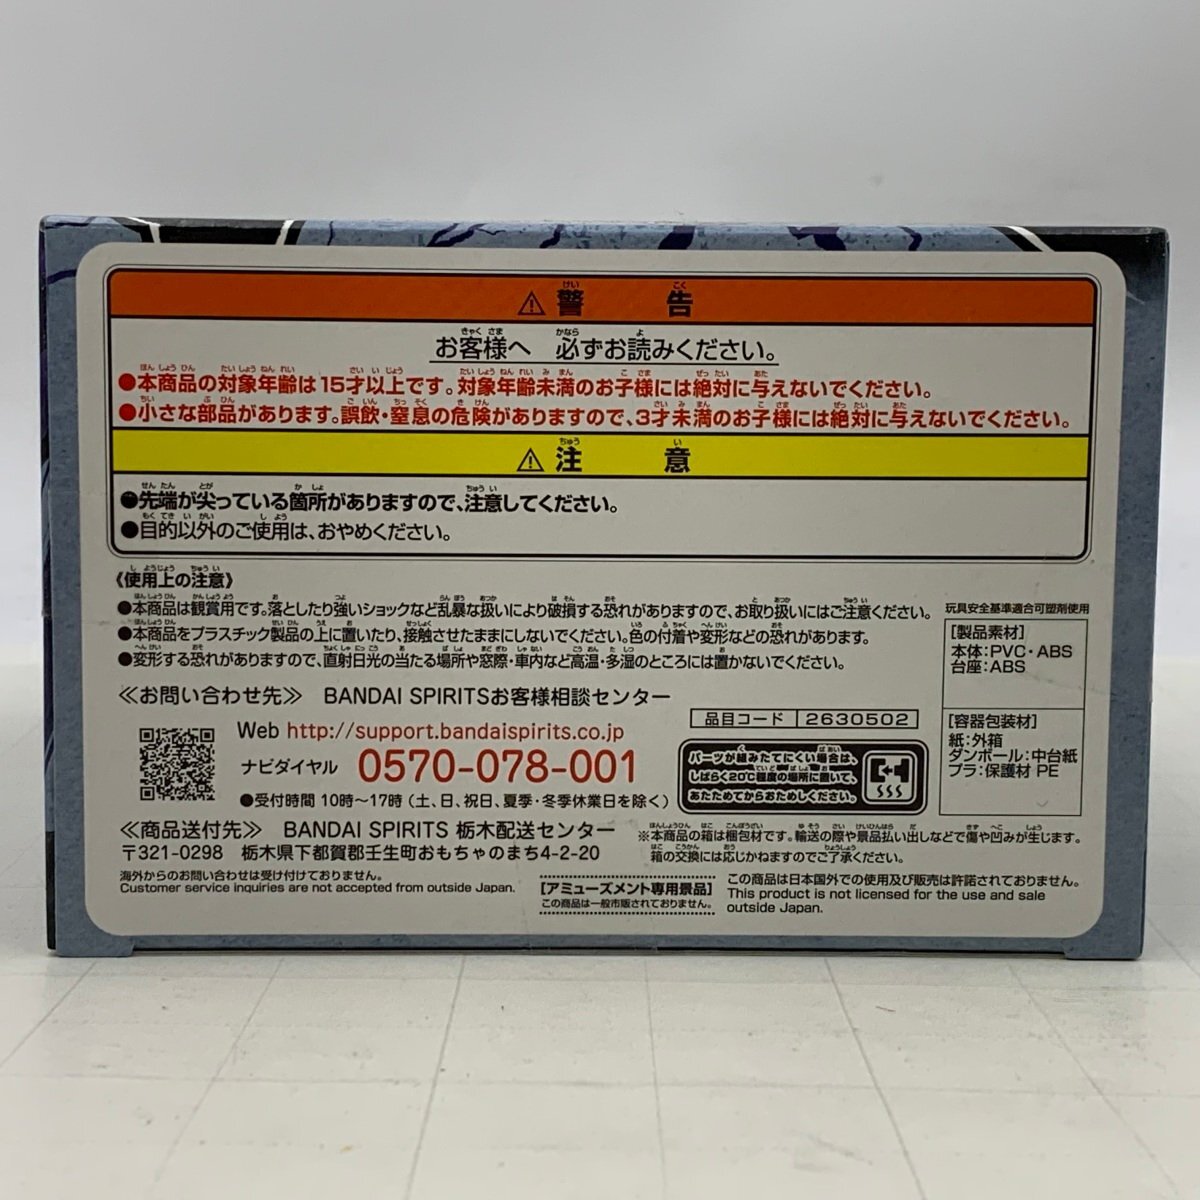 ⚠警告
お客様へ 必ずお読みください。
●本商品の対象年齢は15才以上です。対象年齢未満のお子様には絶対に与えないでください。
●小さな部品があります。誤飲・窒息の危険がありますので、3才未満のお子様には絶対に与えないでください。
⚠注意
●先端が尖っている箇所がありますので、注意してください。
●目的以外のご使用は、おやめください。
《使用上の注意》
●本商品は観賞用です。落としたり強いショックなど乱暴な扱いにより破損する恐れがありますので、お取り扱いにはご注意ください。
●本商品をプラスチック製品の上に置いたり、接触させたままにしないでください。色の付着や変形などの恐れがあります。
●変形する恐れがありますので、直射日光の当たる場所や窓際・車内など高温・多湿のところには置かないでください。
玩具安全基準適合可塑剤使用
[製品素材]
本体:PVC・ABS
台座:ABS
[容器包装材]
紙:外箱
ダンボール:中台紙
プラ:保護材 PE
≪お問い合わせ先≫ BANDAI SPIRITSお客様相談センター
Web http://support.bandaispirits.co.jp
ナビダイヤル 0570-078-001
●受付時間 10時〜17時(土、日、祝日、夏季・冬季休業日を除く)
品目コード 2630502
パーツが組みたてにくい場合は、
しばらく20℃程度の場所に置いて、
あたためてからおためしください。
≪商品送付先≫ BANDAI SPIRITS 栃木配送センター
〒321-0298 栃木県下都賀郡壬生町おもちゃのまち4-2-20
※本商品の箱は梱包材です。輸送の際や景品払い出しなどで傷や凹みが生じます。
箱の交換には応じかねますのでご了承ください。
海外からのお問い合わせは受け付けておりません。
Customer service inquiries are not accepted from outside Japan.
[アミューズメント専用景品]
この商品は一般市販されておりません。
この商品は日本国外での使用及び販売は許諾されておりません。
This product is not licensed for the use and sale
outside Japan.